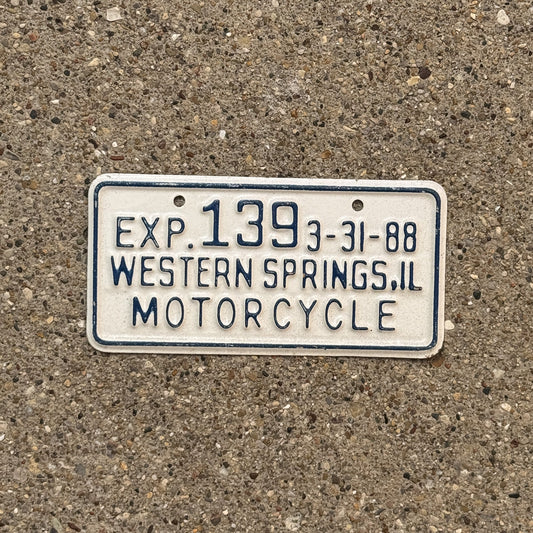 EXP. 139 3-31-88
WESTERN SPRINGS, IL
MOTORCYCLE